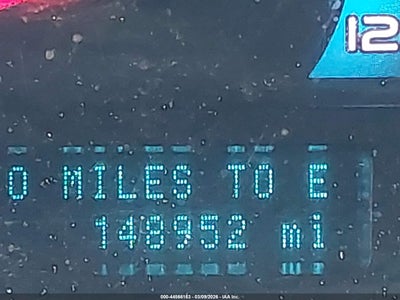 12
0 MILES TO E
148952 mi
000-44568163 - 03/09/2026 - IAA Inc.